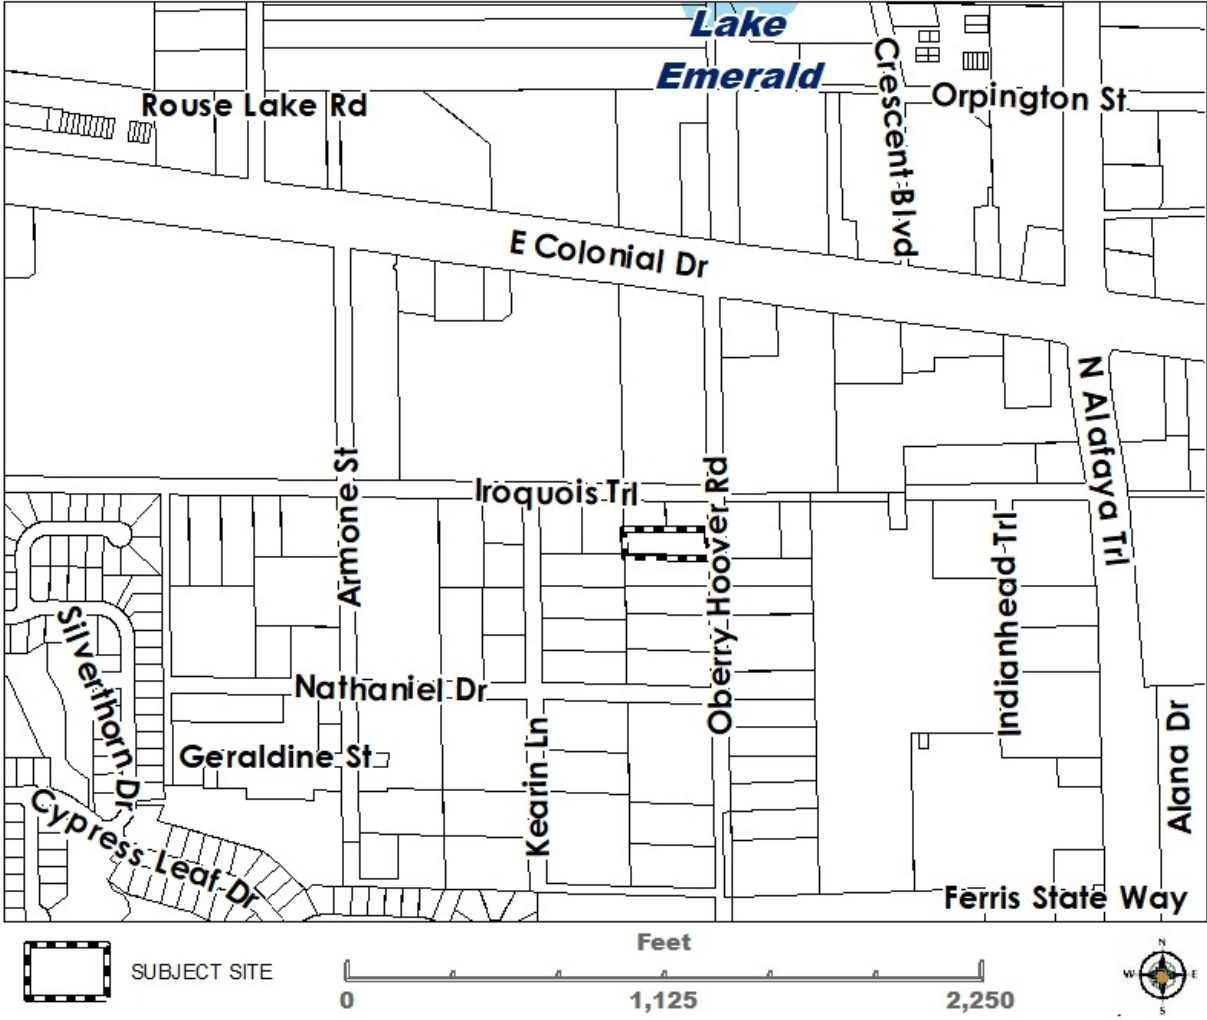 Lake
Emerald
Rouse Lake Rd
Crescent Blvd
Orpington St
E Colonial Dr
N Alafaya Trl
Armone St
Iroquois Trl
Oberry Hoover Rd
Indianhead Trl
Silverthorn Dr
Nathaniel Dr
Geraldine St
Kearin Ln
Alana Dr
Cypress Leaf Dr
Ferris State Way
SUBJECT SITE
Feet
0 1,125 2,250
N
W E
S